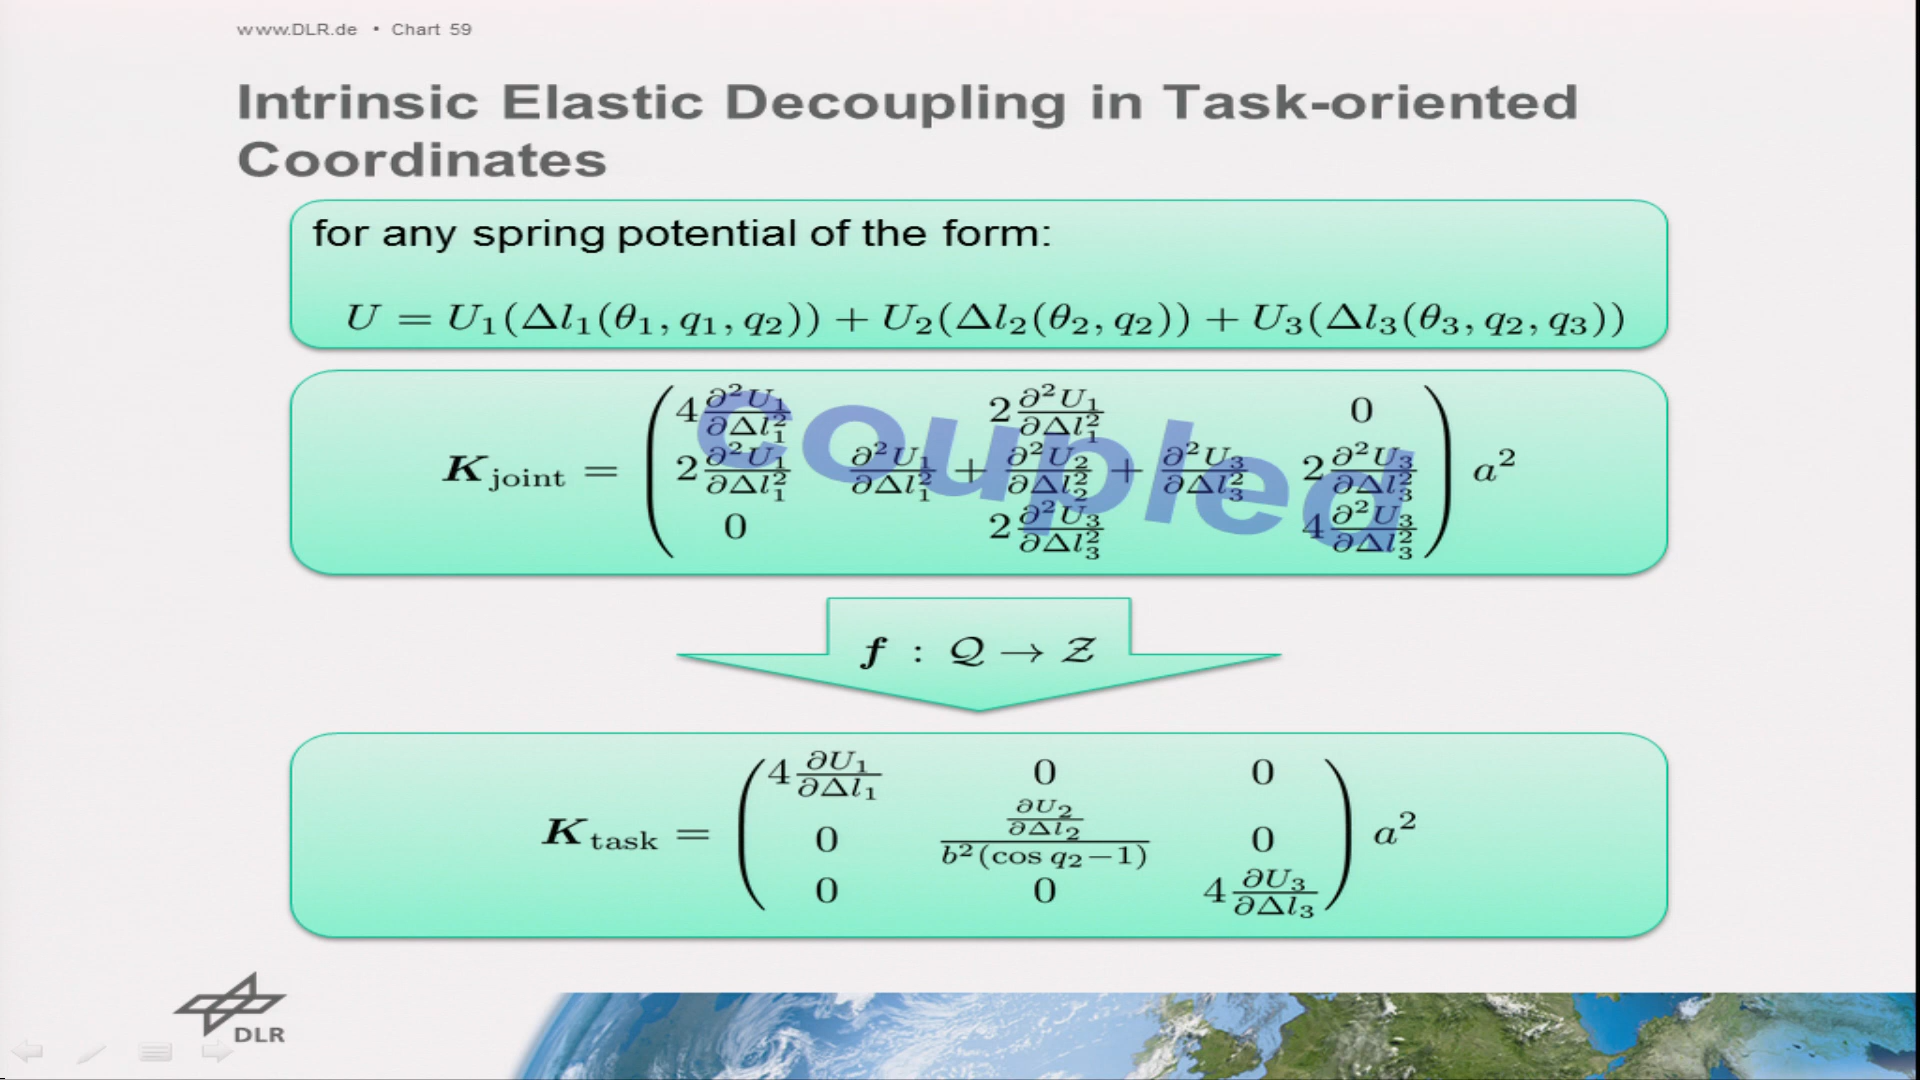 www.DLR.de • Chart 59
Intrinsic Elastic Decoupling in Task-oriented
Coordinates
for any spring potential of the form:
U = U₁(Δl₁(θ₁, q₁, q₂)) + U₂(Δl₂(θ₂, q₂)) + U₃(Δl₃(θ₃, q₂, q₃))
K_joint = ( 4 ∂²U₁/∂Δl₁² 2 ∂²U₁/∂Δl₁² 0
2 ∂²U₁/∂Δl₁² ∂²U₁/∂Δl₁² + ∂²U₂/∂Δl₂² + ∂²U₃/∂Δl₃² 2 ∂²U₃/∂Δl₃²
0 2 ∂²U₃/∂Δl₃² 4 ∂²U₃/∂Δl₃² ) a²
coupled
f : 𝒬 → 𝒵
K_task = ( 4 ∂U₁/∂Δl₁ 0 0
0 (∂U₂/∂Δl₂)/(b²(cos q₂−1)) 0
0 0 4 ∂U₃/∂Δl₃ ) a²
DLR